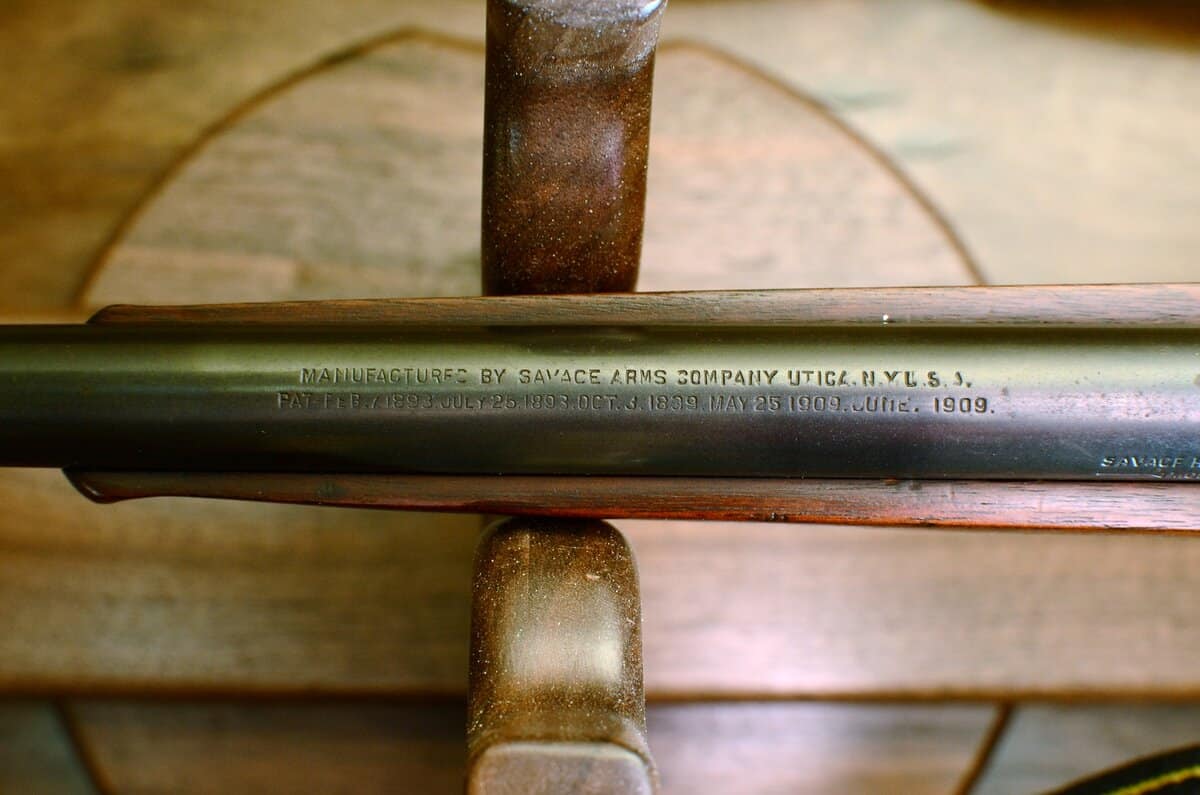 MANUFACTURED BY SAVAGE ARMS COMPANY UTICA. N.Y U.S.A.
PAT. FEB. 7 1893. JULY 25. 1893. OCT. 3. 1899. MAY 25 1909. JUNE. 1909.
SAVAGE